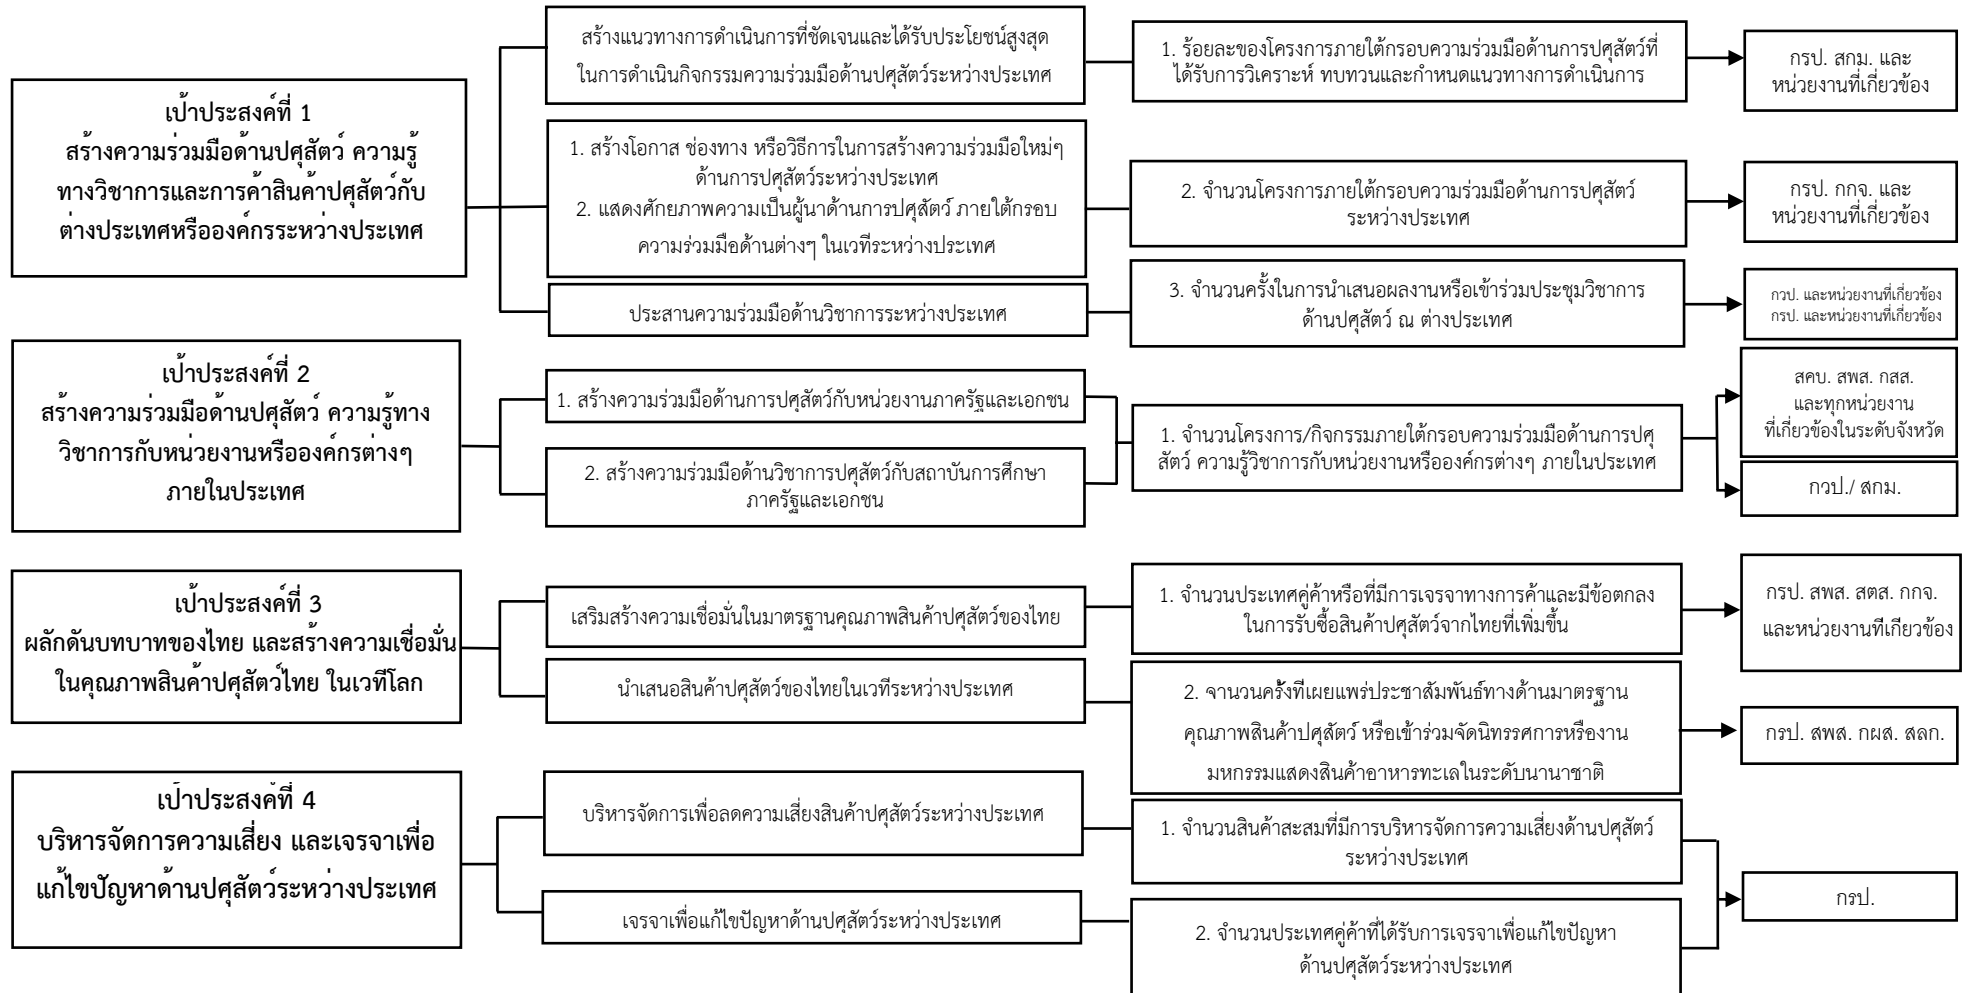 เป้าประสงค์ที่ 1
สร้างความร่วมมือด้านปศุสัตว์ ความรู้
ทางวิชาการและการค้าสินค้าปศุสัตว์กับ
ต่างประเทศหรือองค์กรระหว่างประเทศ
สร้างแนวทางการดำเนินการที่ชัดเจนและได้รับประโยชน์สูงสุด
ในการดำเนินกิจกรรมความร่วมมือด้านปศุสัตว์ระหว่างประเทศ
1. ร้อยละของโครงการภายใต้กรอบความร่วมมือด้านการปศุสัตว์ที่
ได้รับการวิเคราะห์ ทบทวนและกำหนดแนวทางการดำเนินการ
กรป. สกม. และ
หน่วยงานที่เกี่ยวข้อง
1. สร้างโอกาส ช่องทาง หรือวิธีการในการสร้างความร่วมมือใหม่ๆ
ด้านการปศุสัตว์ระหว่างประเทศ
2. แสดงศักยภาพความเป็นผู้นาด้านการปศุสัตว์ ภายใต้กรอบ
ความร่วมมือด้านต่างๆ ในเวทีระหว่างประเทศ
2. จำนวนโครงการภายใต้กรอบความร่วมมือด้านการปศุสัตว์
ระหว่างประเทศ
กรป. กกจ. และ
หน่วยงานที่เกี่ยวข้อง
ประสานความร่วมมือด้านวิชาการระหว่างประเทศ
3. จำนวนครั้งในการนำเสนอผลงานหรือเข้าร่วมประชุมวิชาการ
ด้านปศุสัตว์ ณ ต่างประเทศ
กวป. และหน่วยงานที่เกี่ยวข้อง
กรป. และหน่วยงานที่เกี่ยวข้อง
เป้าประสงค์ที่ 2
สร้างความร่วมมือด้านปศุสัตว์ ความรู้ทาง
วิชาการกับหน่วยงานหรือองค์กรต่างๆ
ภายในประเทศ
1. สร้างความร่วมมือด้านการปศุสัตว์กับหน่วยงานภาครัฐและเอกชน
2. สร้างความร่วมมือด้านวิชาการปศุสัตว์กับสถาบันการศึกษา
ภาครัฐและเอกชน
1. จำนวนโครงการ/กิจกรรมภายใต้กรอบความร่วมมือด้านการปศุ
สัตว์ ความรู้วิชาการกับหน่วยงานหรือองค์กรต่างๆ ภายในประเทศ
สคบ. สพส. กสส.
และทุกหน่วยงาน
ที่เกี่ยวข้องในระดับจังหวัด
กวป./ สกม.
เป้าประสงค์ที่ 3
ผลักดันบทบาทของไทย และสร้างความเชื่อมั่น
ในคุณภาพสินค้าปศุสัตว์ไทย ในเวทีโลก
เสริมสร้างความเชื่อมั่นในมาตรฐานคุณภาพสินค้าปศุสัตว์ของไทย
1. จำนวนประเทศคู่ค้าหรือที่มีการเจรจาทางการค้าและมีข้อตกลง
ในการรับซื้อสินค้าปศุสัตว์จากไทยที่เพิ่มขึ้น
กรป. สพส. สตส. กกจ.
และหน่วยงานที่เกี่ยวข้อง
นำเสนอสินค้าปศุสัตว์ของไทยในเวทีระหว่างประเทศ
2. จานวนครั้งที่เผยแพร่ประชาสัมพันธ์ทางด้านมาตรฐาน
คุณภาพสินค้าปศุสัตว์ หรือเข้าร่วมจัดนิทรรศการหรืองาน
มหกรรมแสดงสินค้าอาหารทะเลในระดับนานาชาติ
กรป. สพส. กผส. สลก.
เป้าประสงค์ที่ 4
บริหารจัดการความเสี่ยง และเจรจาเพื่อ
แก้ไขปัญหาด้านปศุสัตว์ระหว่างประเทศ
บริหารจัดการเพื่อลดความเสี่ยงสินค้าปศุสัตว์ระหว่างประเทศ
1. จำนวนสินค้าสะสมที่มีการบริหารจัดการความเสี่ยงด้านปศุสัตว์
ระหว่างประเทศ
กรป.
เจรจาเพื่อแก้ไขปัญหาด้านปศุสัตว์ระหว่างประเทศ
2. จำนวนประเทศคู่ค้าที่ได้รับการเจรจาเพื่อแก้ไขปัญหา
ด้านปศุสัตว์ระหว่างประเทศ